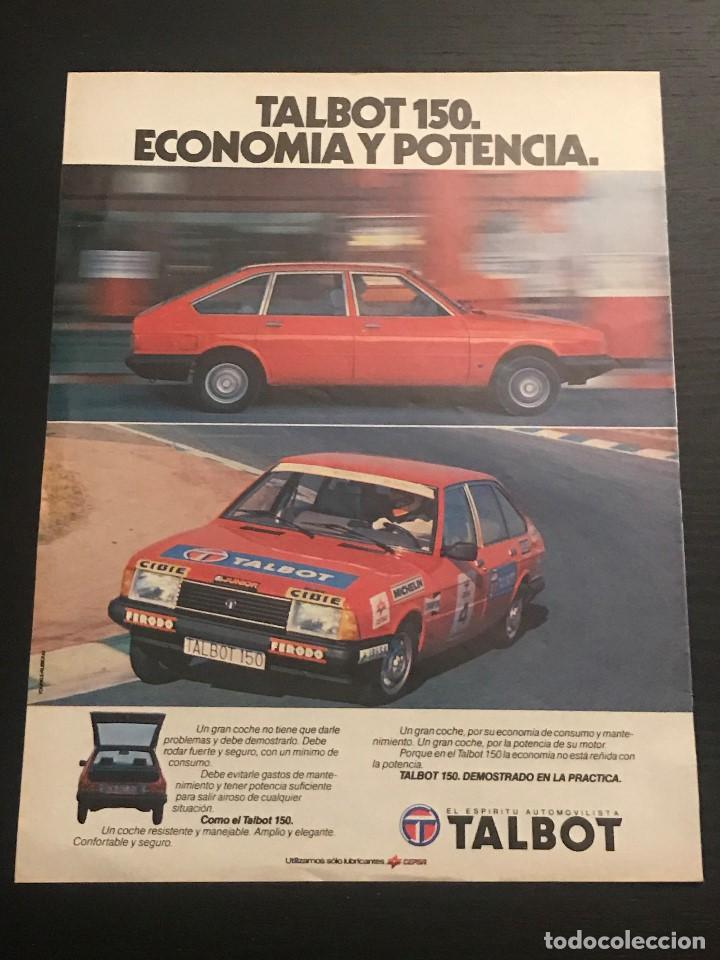 TALBOT 150.
ECONOMIA Y POTENCIA.
TALBOT
CIBIE
JUNIOR
CIBIE
MICHELIN
FERODO
TALBOT 150
FERODO
4
Un gran coche no tiene que darle
problemas y debe demostrarlo. Debe
rodar fuerte y seguro, con un mínimo de
consumo.
Debe evitarle gastos de mante-
nimiento y tener potencia suficiente
para salir airoso de cualquier
situación.
Como el Talbot 150.
Un coche resistente y manejable. Amplio y elegante.
Confortable y seguro.
Un gran coche, por su economía de consumo y mante-
nimiento. Un gran coche, por la potencia de su motor.
Porque en el Talbot 150 la economía no está reñida con
la potencia.
TALBOT 150. DEMOSTRADO EN LA PRACTICA.
EL ESPIRITU AUTOMOVILISTA
TALBOT
Utilizamos sólo lubricantes CEPSA
todocoleccion